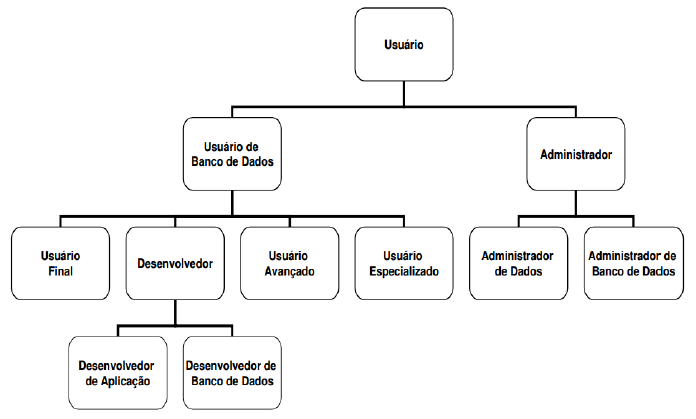 Usuário
Usuário de
Banco de Dados
Administrador
Usuário
Final
Desenvolvedor
Usuário
Avançado
Usuário
Especializado
Administrador
de Dados
Administrador de
Banco de Dados
Desenvolvedor
de Aplicação
Desenvolvedor de
Banco de Dados